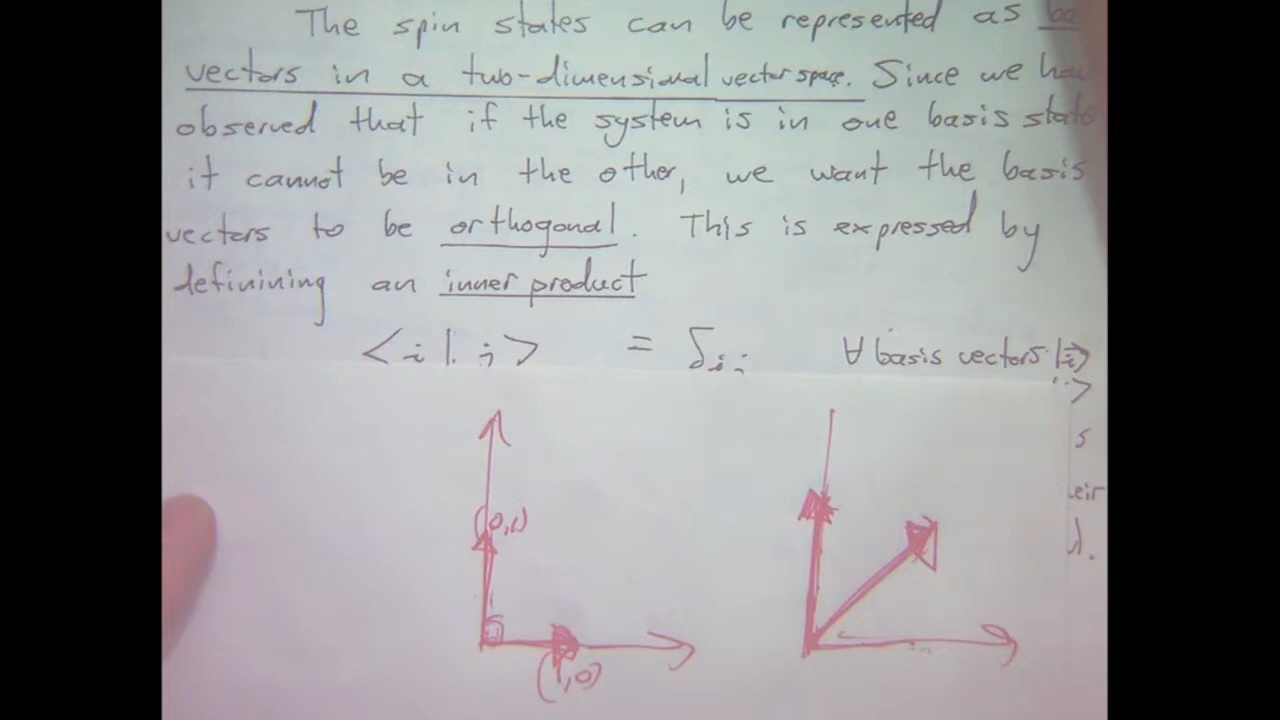 The spin states can be represented as
vectors in a two-dimensional vector space. Since we
observed that if the system is in one basis state
it cannot be in the other, we want the basis
vectors to be orthogonal. This is expressed by
definining an inner product
<i|j> = δij ∀ basis vectors |i>
(0,1)
(1,0)